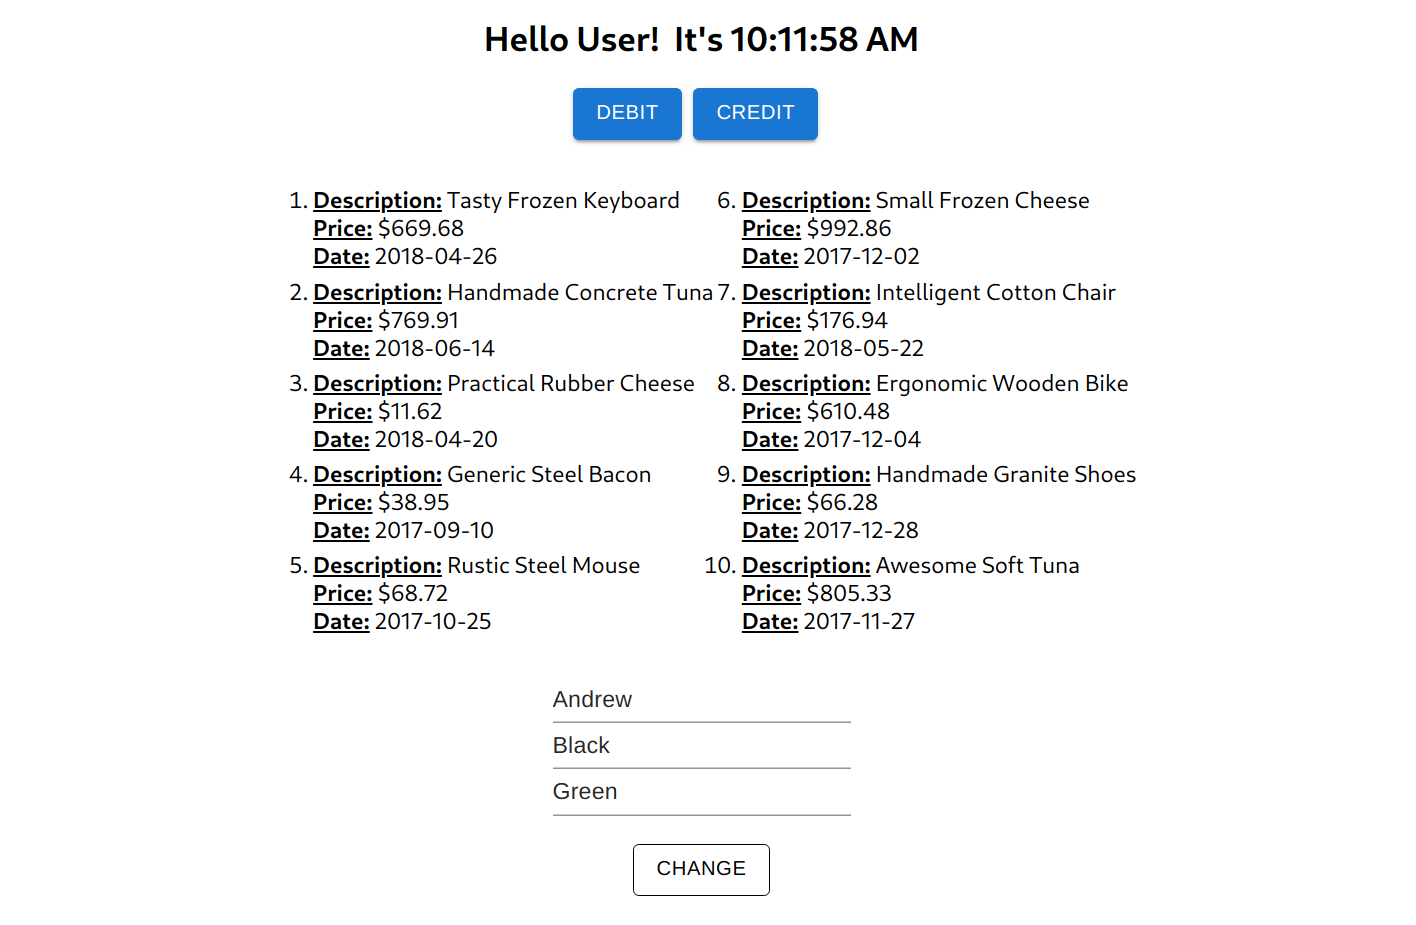 Hello User!  It's 10:11:58 AM
DEBIT
CREDIT
1. Description: Tasty Frozen Keyboard
Price: $669.68
Date: 2018-04-26
2. Description: Handmade Concrete Tuna
Price: $769.91
Date: 2018-06-14
3. Description: Practical Rubber Cheese
Price: $11.62
Date: 2018-04-20
4. Description: Generic Steel Bacon
Price: $38.95
Date: 2017-09-10
5. Description: Rustic Steel Mouse
Price: $68.72
Date: 2017-10-25
6. Description: Small Frozen Cheese
Price: $992.86
Date: 2017-12-02
7. Description: Intelligent Cotton Chair
Price: $176.94
Date: 2018-05-22
8. Description: Ergonomic Wooden Bike
Price: $610.48
Date: 2017-12-04
9. Description: Handmade Granite Shoes
Price: $66.28
Date: 2017-12-28
10. Description: Awesome Soft Tuna
Price: $805.33
Date: 2017-11-27
Andrew
Black
Green
CHANGE